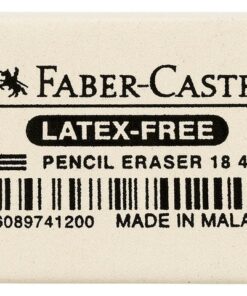 FABER-CASTE
LATEX-FREE
PENCIL ERASER 18 4
6089741200 MADE IN MALA